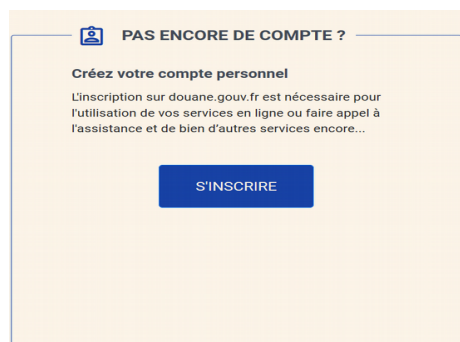 PAS ENCORE DE COMPTE ?
Créez votre compte personnel
L'inscription sur douane.gouv.fr est nécessaire pour
l'utilisation de vos services en ligne ou faire appel à
l'assistance et de bien d'autres services encore...
S'INSCRIRE